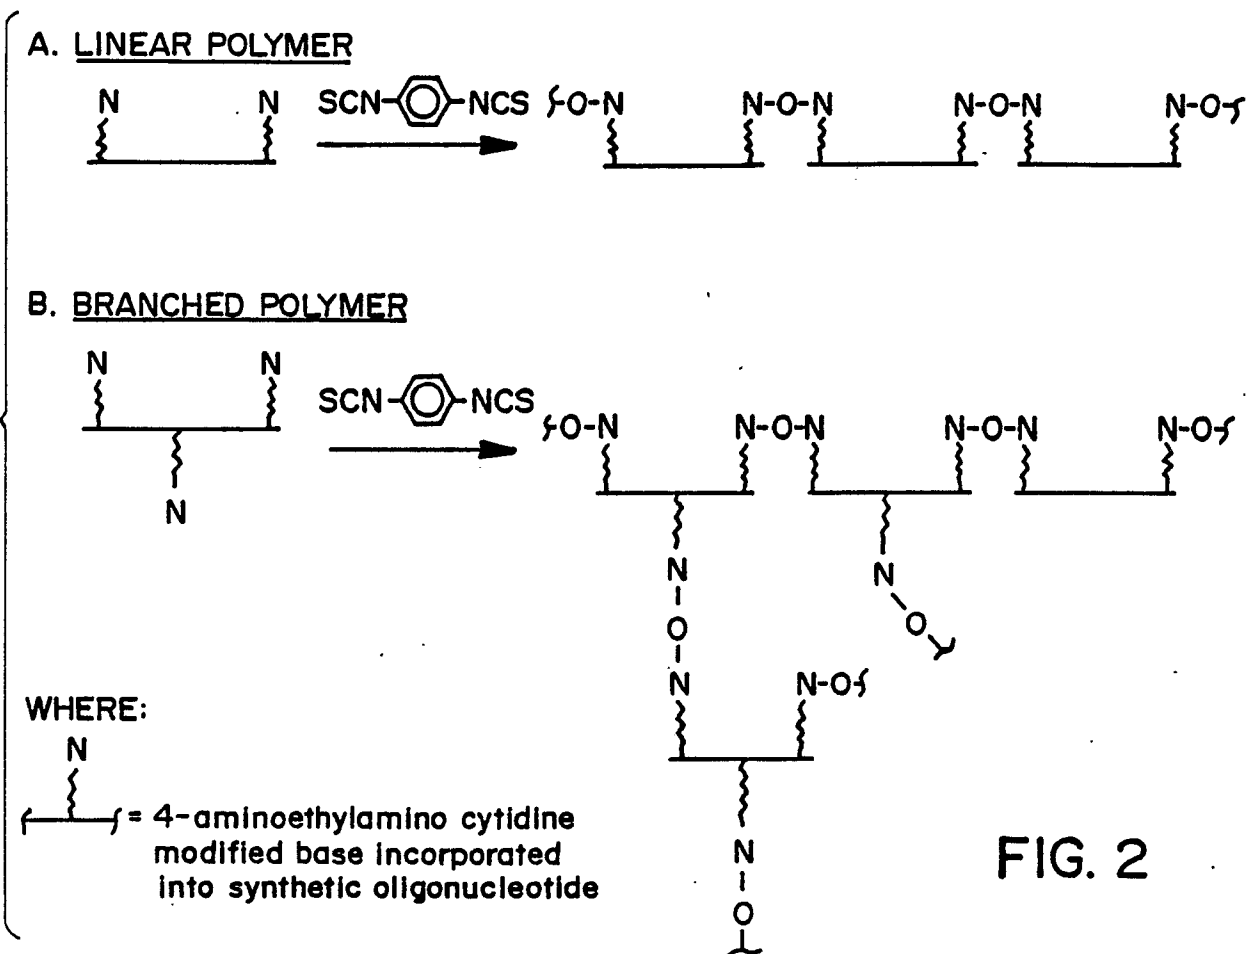 A. LINEAR POLYMER
N N SCN NCS O-N N-O-N N-O-N N-O
B. BRANCHED POLYMER
N N SCN NCS
O-N N-O-N N-O-N N-O
N
N N
O O
N N-O
WHERE:
N
= 4-aminoethylamino cytidine
modified base incorporated
into synthetic oligonucleotide
N
O
FIG. 2